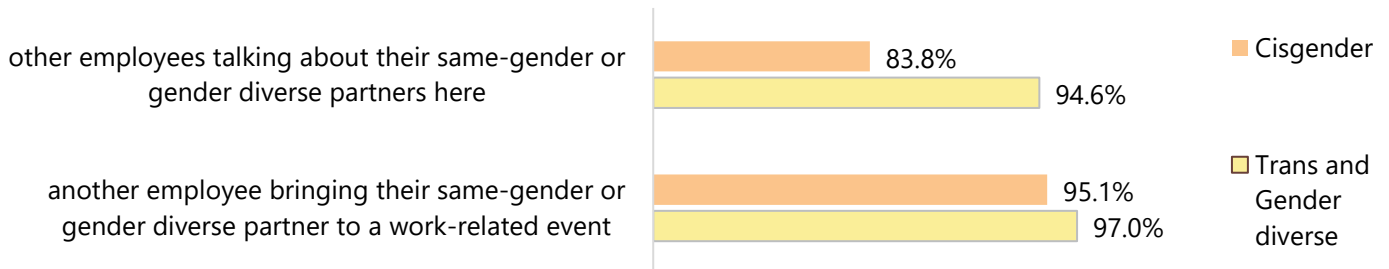 other employees talking about their same-gender or
gender diverse partners here
83.8%
94.6%
another employee bringing their same-gender or
gender diverse partner to a work-related event
95.1%
97.0%
Cisgender
Trans and
Gender
diverse